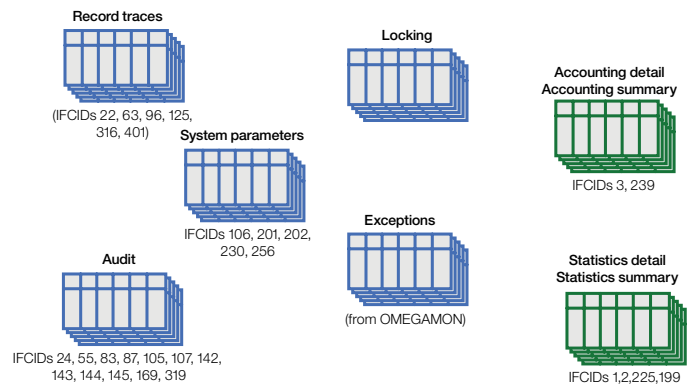 Record traces
(IFCIDs 22, 63, 96, 125,
316, 401)
System parameters
IFCIDs 106, 201, 202,
230, 256
Audit
IFCIDs 24, 55, 83, 87, 105, 107, 142,
143, 144, 145, 169, 319
Locking
Exceptions
(from OMEGAMON)
Accounting detail
Accounting summary
IFCIDs 3, 239
Statistics detail
Statistics summary
IFCIDs 1,2,225,199